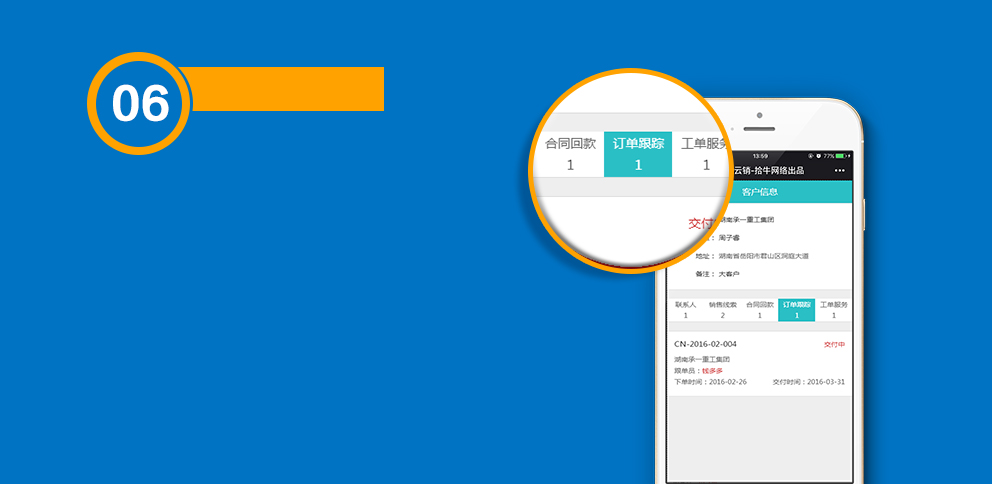 06
合同回款 订单跟踪 工单服务
1 1 1
交付
13:59 77%
云销-拾牛网络出品
客户信息
湖南承一重工集团
：周子睿
地址：湖南省岳阳市君山区洞庭大道
备注：大客户
联系人 销售线索 合同回款 订单跟踪 工单服务
1 2 1 1 1
CN-2016-02-004 交付中
湖南承一重工集团
跟单员：钱多多
下单时间：2016-02-26 交付时间：2016-03-31